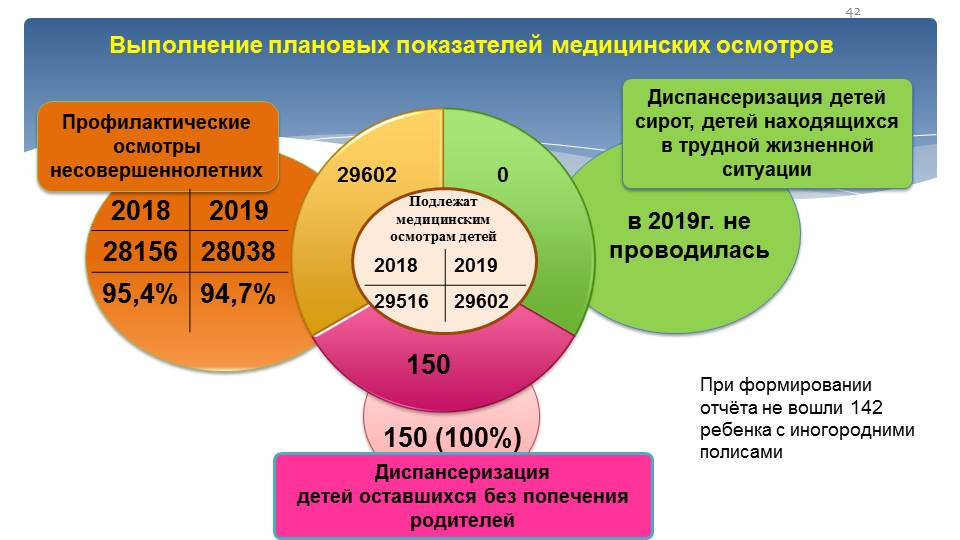 42
Выполнение плановых показателей медицинских осмотров
Профилактические
осмотры
несовершеннолетних
2018 2019
28156 28038
95,4% 94,7%
29602
0
Подлежат
медицинским
осмотрам детей
2018 2019
29516 29602
150
Диспансеризация детей
сирот, детей находящихся
в трудной жизненной
ситуации
в 2019г. не
проводилась
150 (100%)
Диспансеризация
детей оставшихся без попечения
родителей
При формировании
отчёта не вошли 142
ребенка с иногородними
полисами